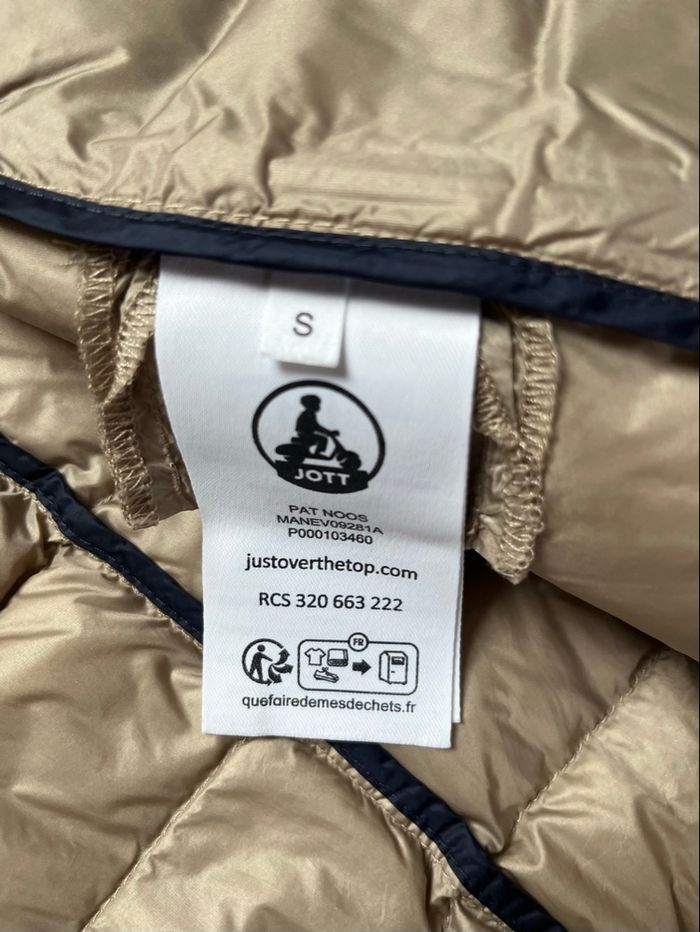 S
JOTT
PAT NOOS
MANEV09281A
P000103460
justoverthetop.com
RCS 320 663 222
FR
quefairedemesdechets.fr